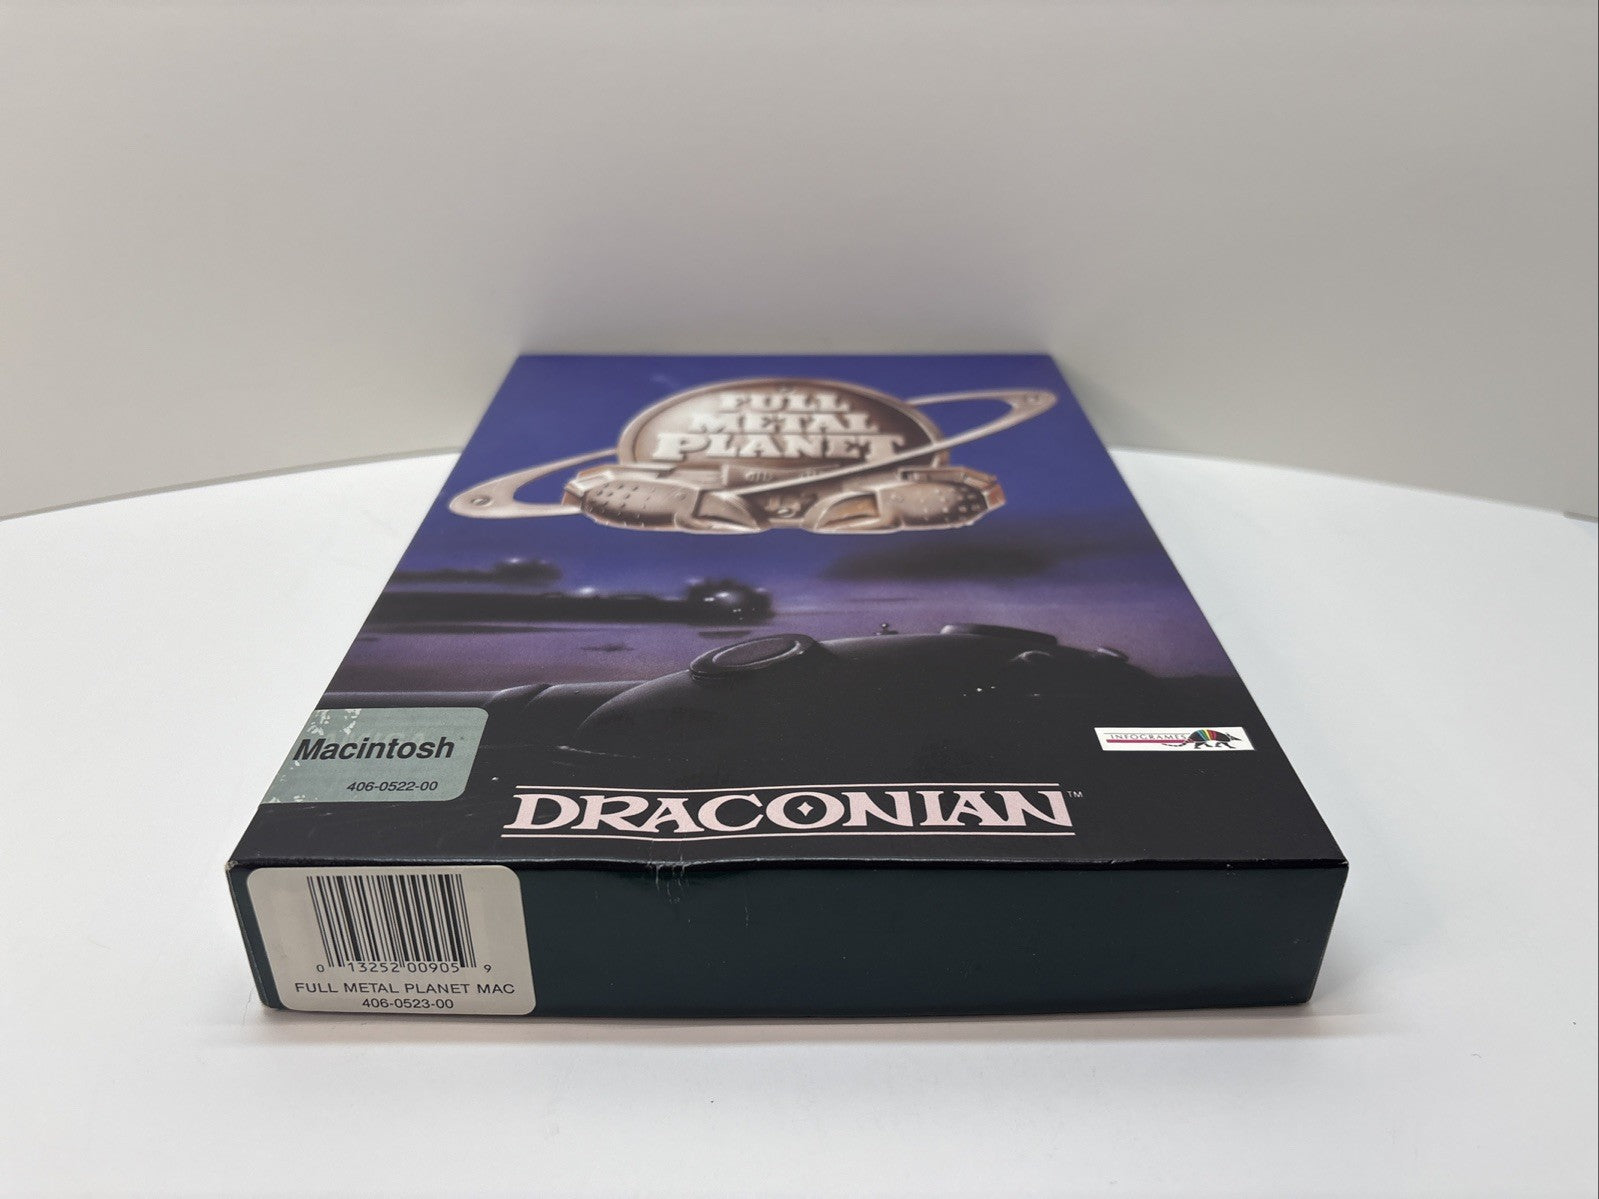 FULL
METAL
PLANET
Macintosh
406-0522-00
INFOGRAMES
DRACONIAN™
0 13252 00905 9
FULL METAL PLANET MAC
406-0523-00